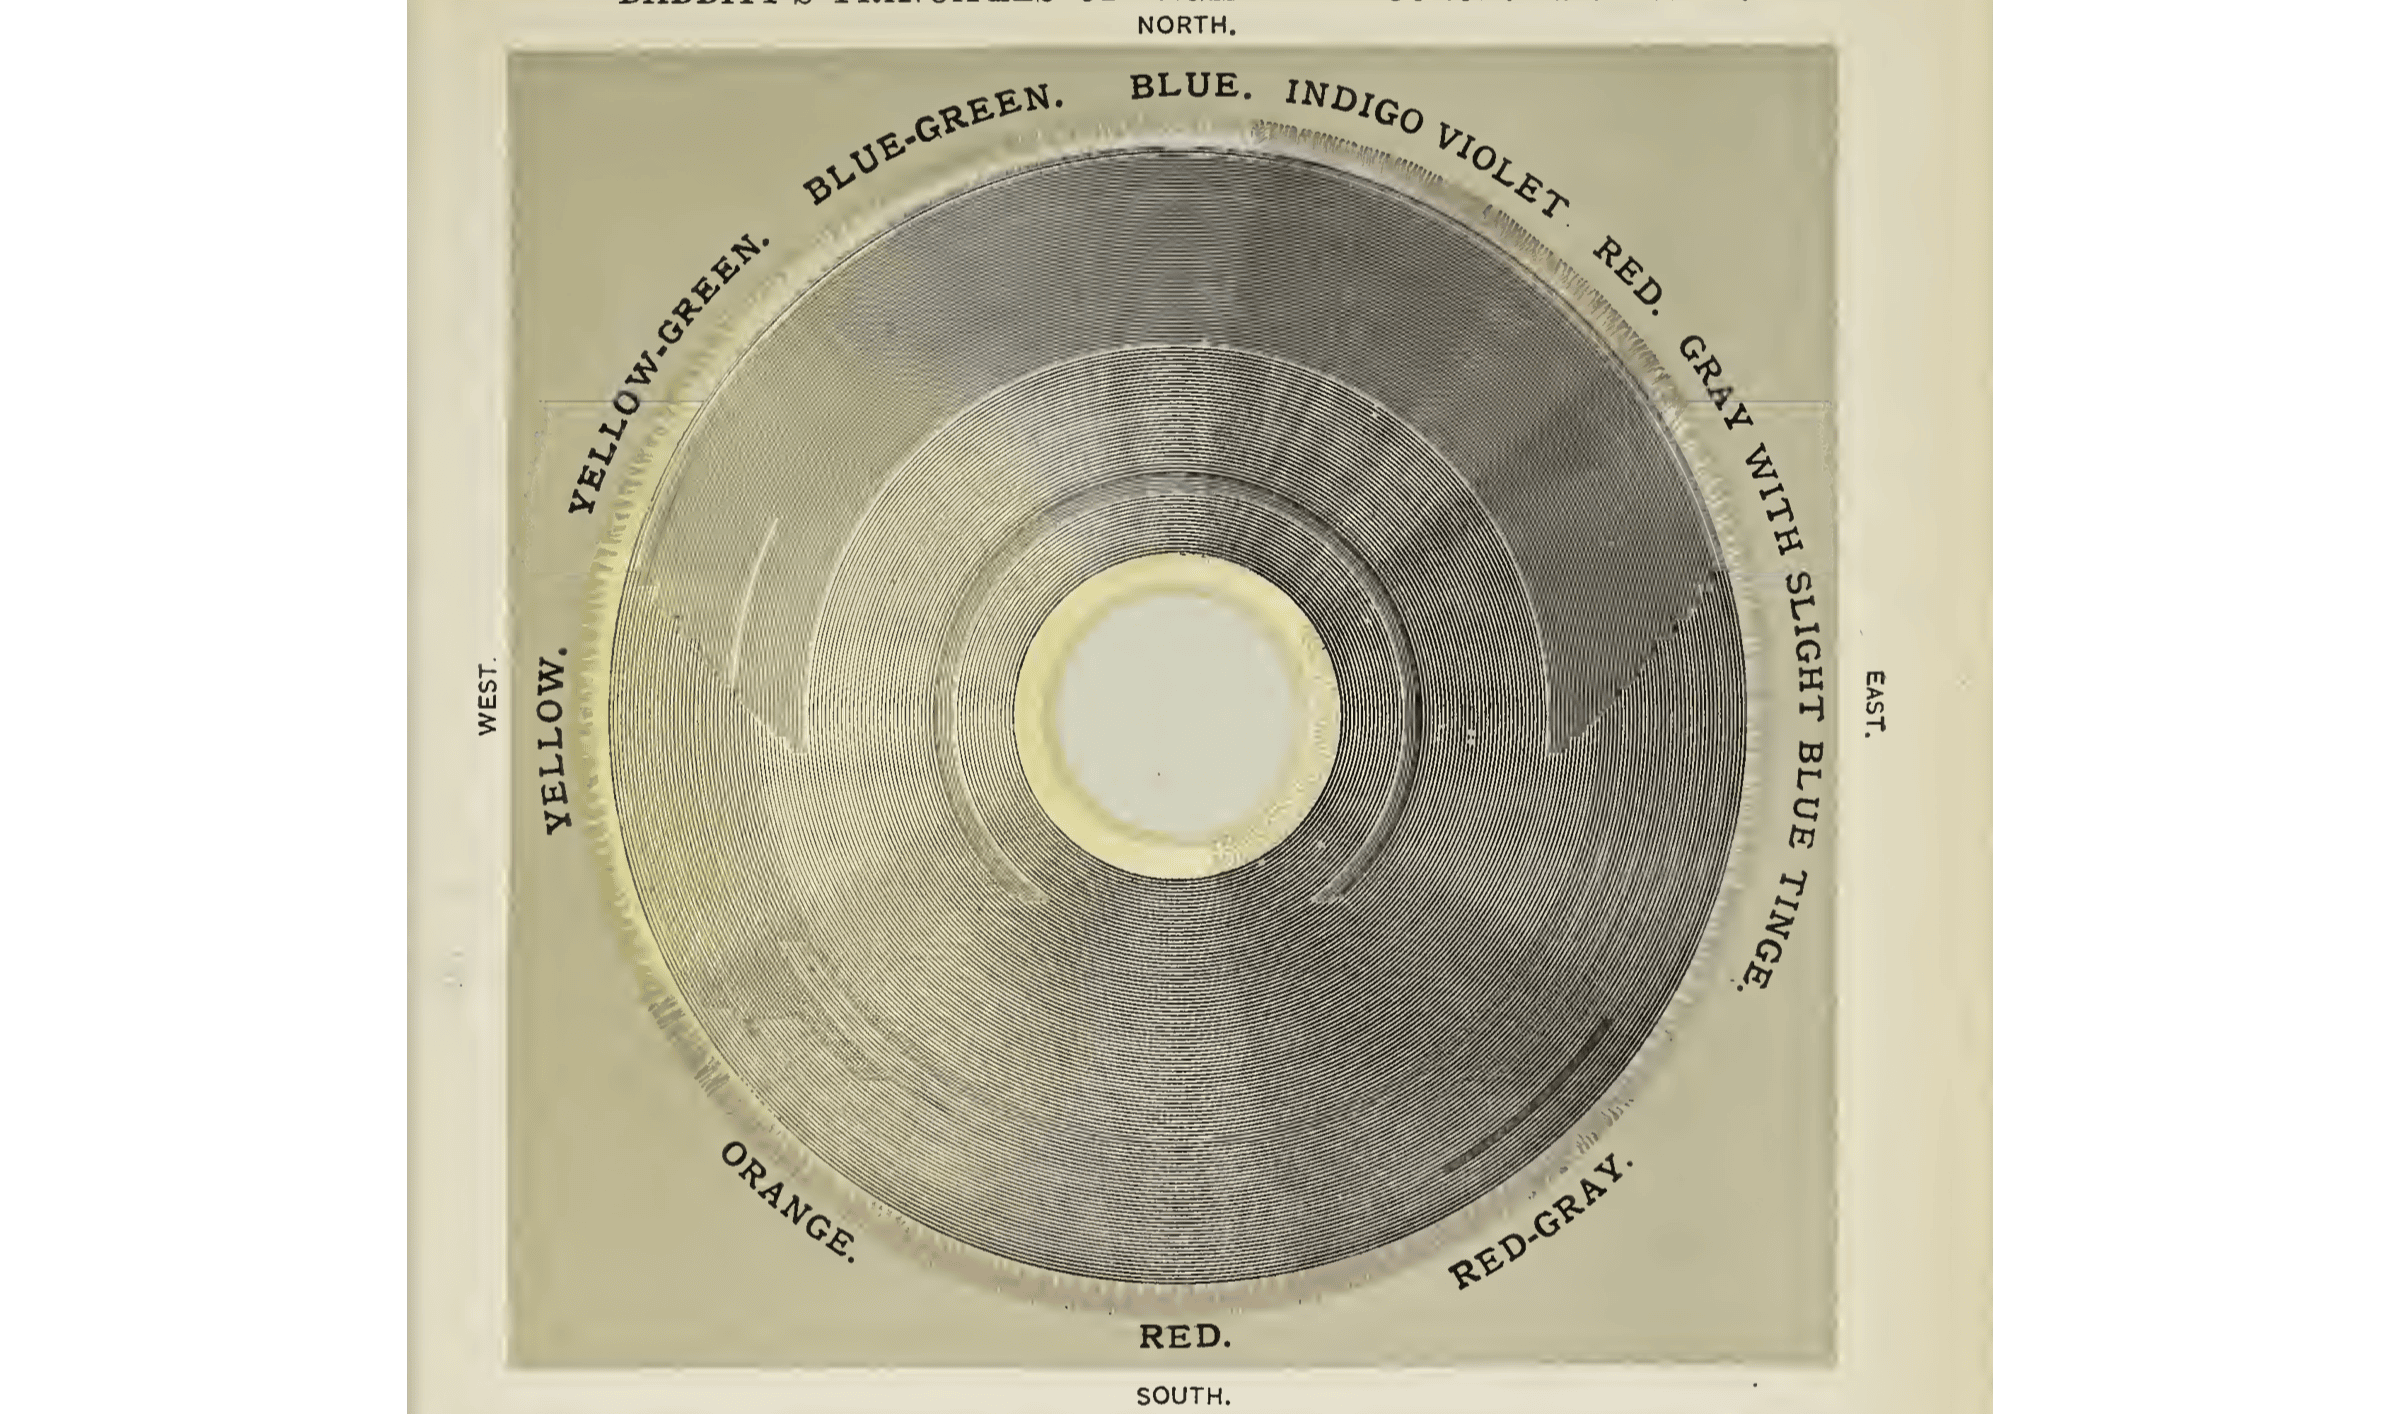 NORTH.
BLUE-GREEN.
BLUE.
INDIGO VIOLET.
YELLOW-GREEN.
RED.
GRAY WITH SLIGHT BLUE TINGE.
WEST.
YELLOW.
EAST.
ORANGE.
RED-GRAY.
RED.
SOUTH.